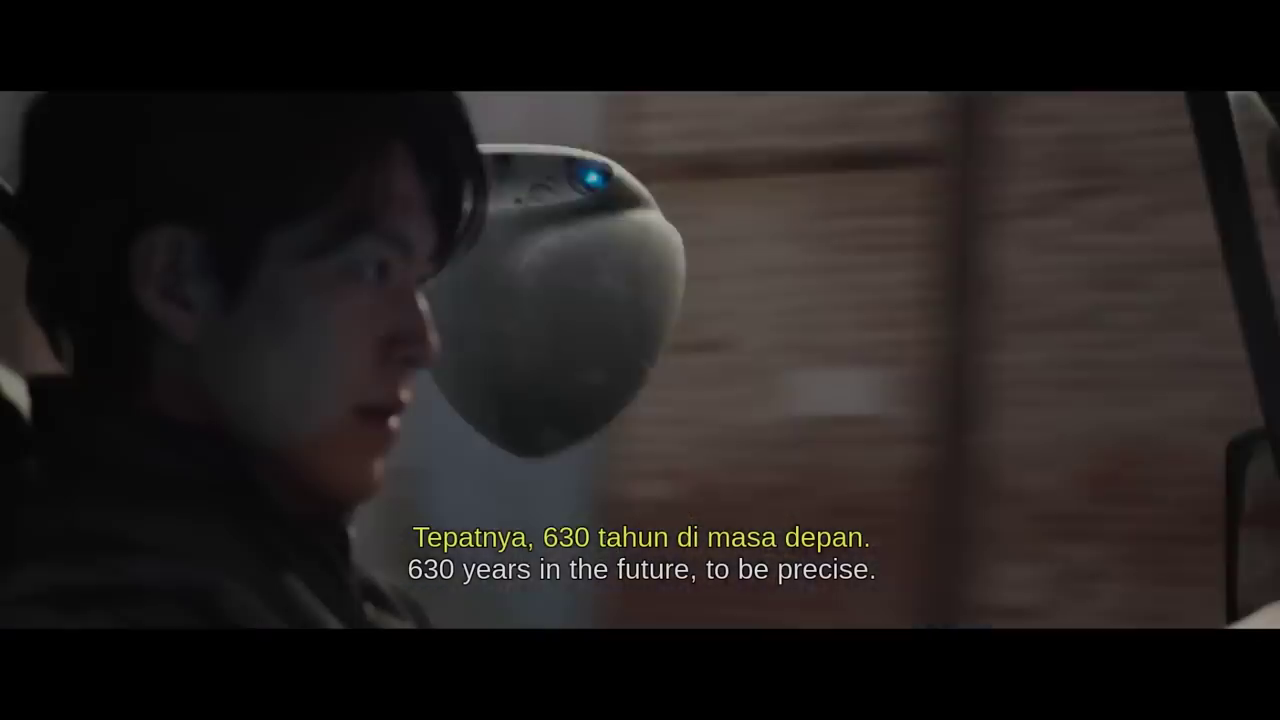 Tepatnya, 630 tahun di masa depan.
630 years in the future, to be precise.